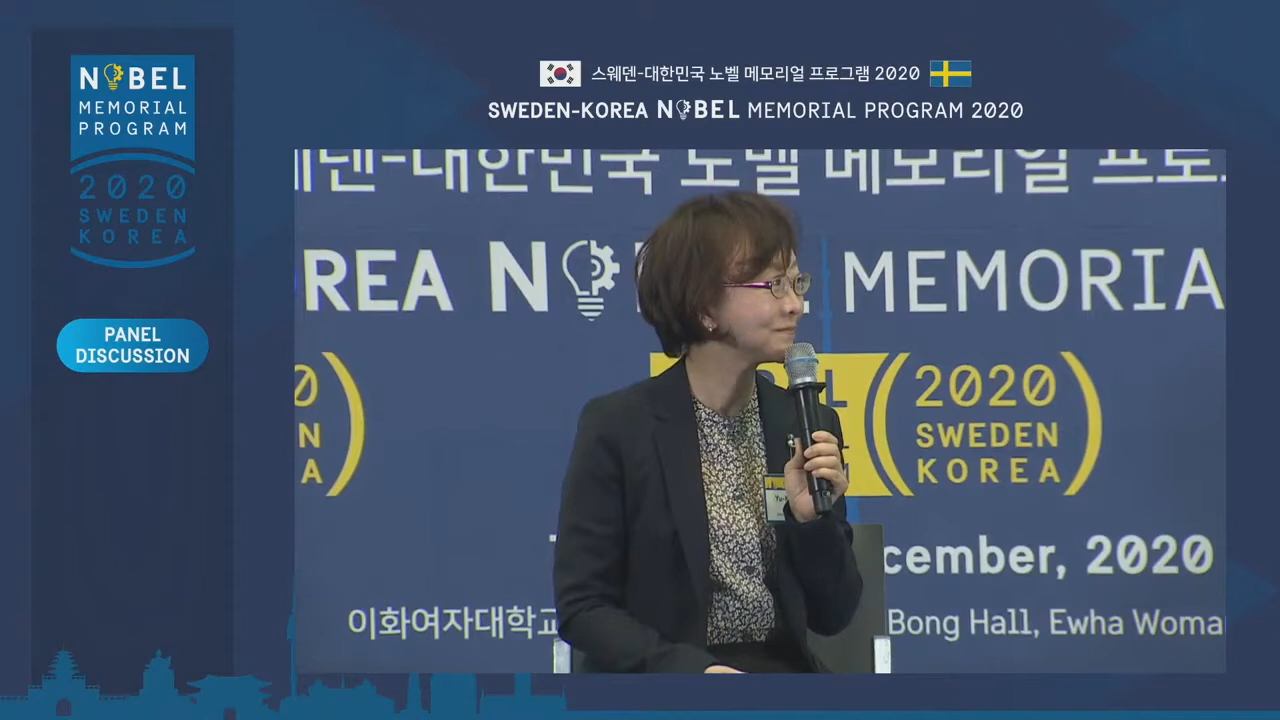 NOBEL
MEMORIAL
PROGRAM
2020
SWEDEN
KOREA
PANEL
DISCUSSION
스웨덴-대한민국 노벨 메모리얼 프로그램 2020
SWEDEN-KOREA NOBEL MEMORIAL PROGRAM 2020
웨덴-대한민국 노벨 메모리얼 프로그
REA N MEMORIA
2020
SWEDEN
KOREA
cember, 2020
이화여자대학교
Bong Hall, Ewha Woma